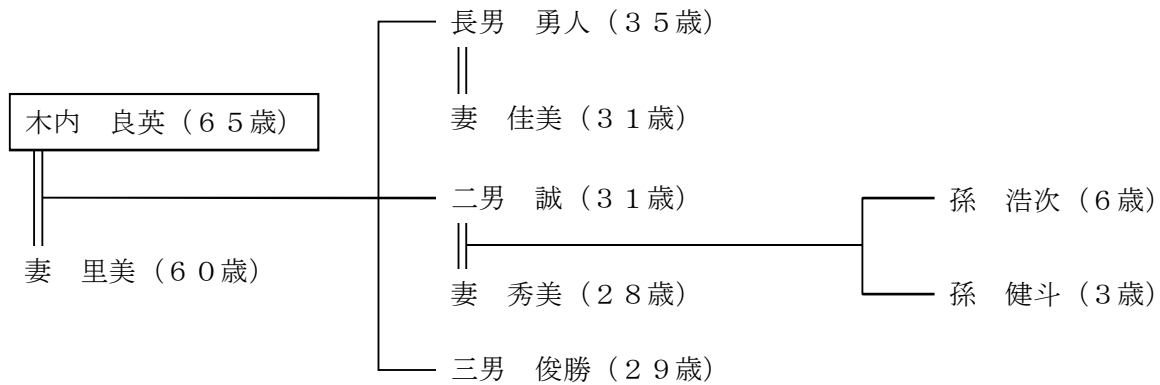 長男　勇人（３５歳）
妻　佳美（３１歳）
木内　良英（６５歳）
二男　誠（３１歳）
孫　浩次（６歳）
妻　里美（６０歳）
妻　秀美（２８歳）
孫　健斗（３歳）
三男　俊勝（２９歳）